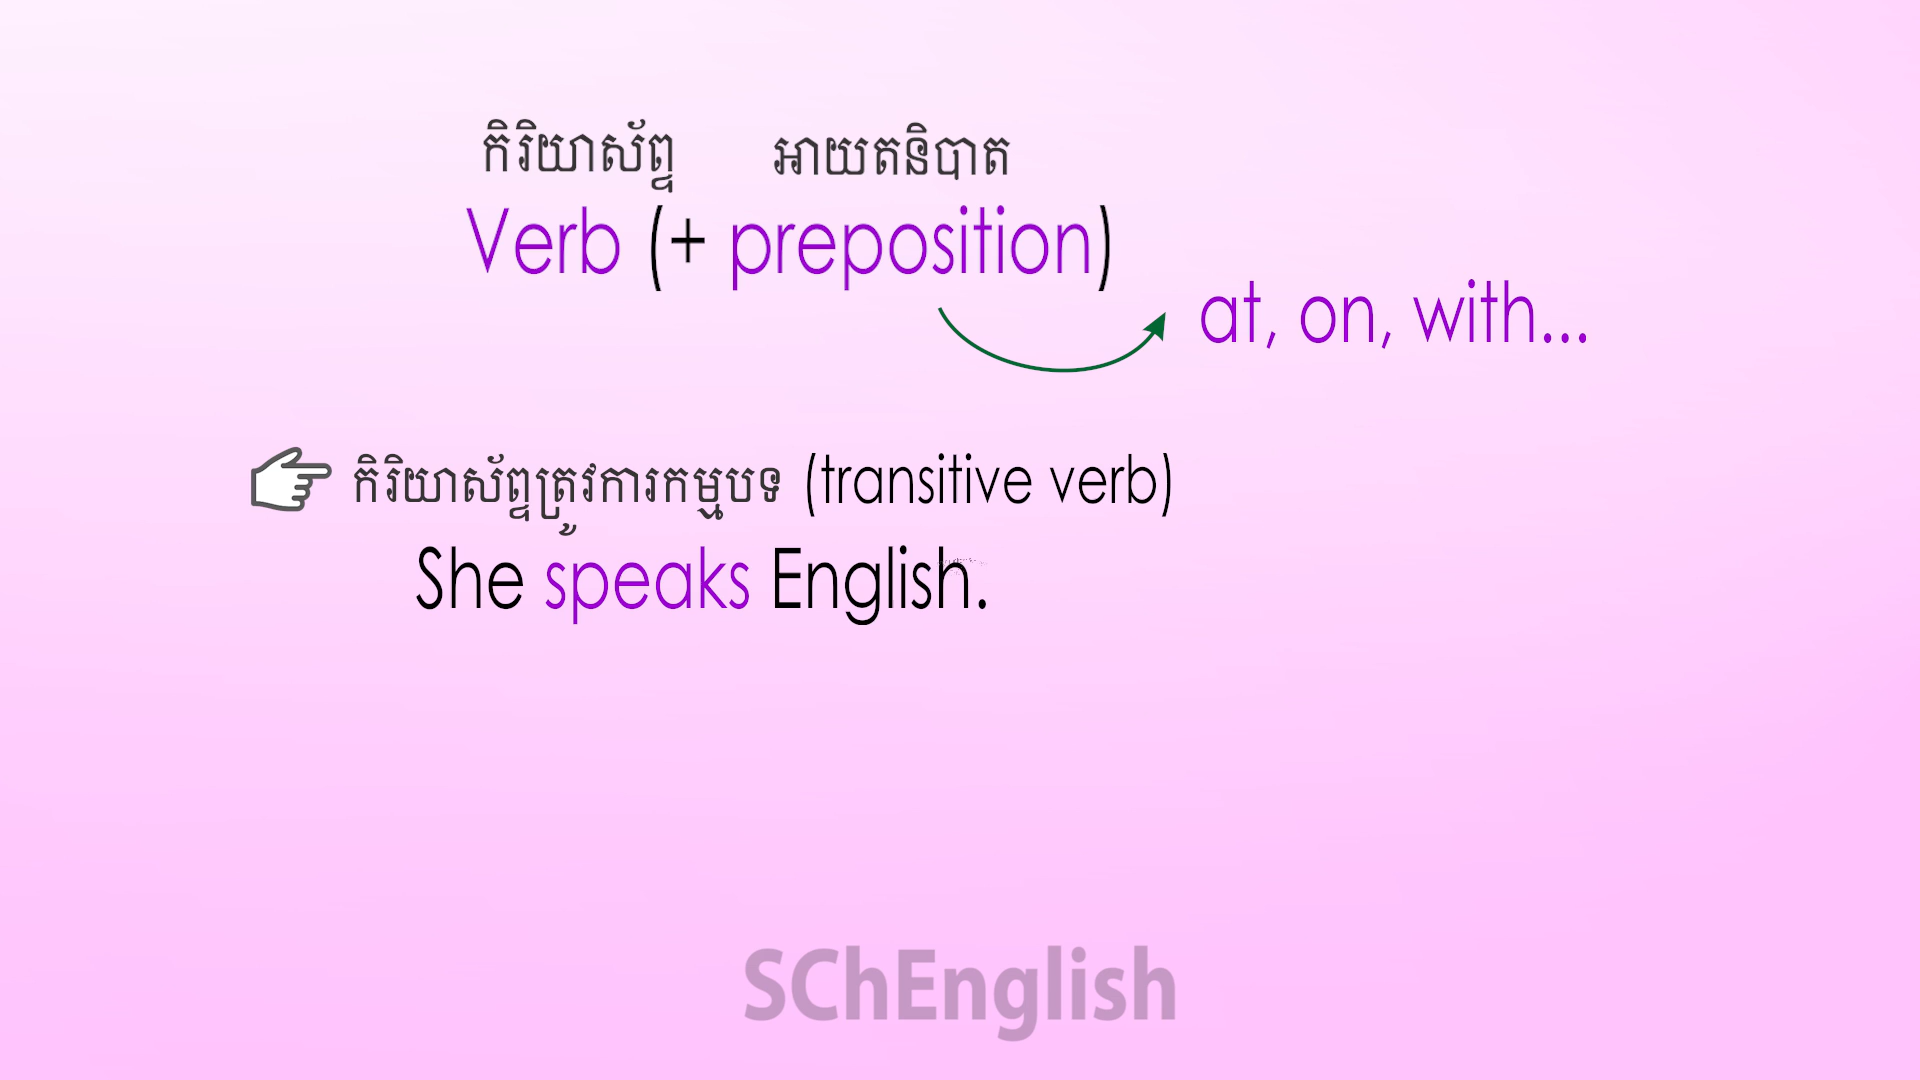 កិរិយាស័ព្ទ អាយតនិបាត
Verb (+ preposition)
at, on, with...
កិរិយាស័ព្ទត្រូវការកម្មបទ (transitive verb)
She speaks English.
SChEnglish